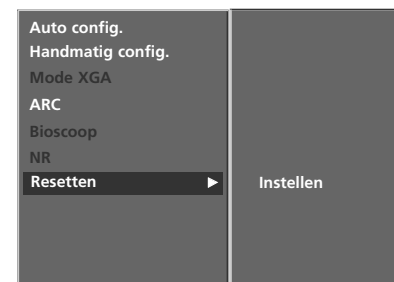 Auto config.
Handmatig config.
Mode XGA
ARC
Bioscoop
NR
Resetten ▶ Instellen